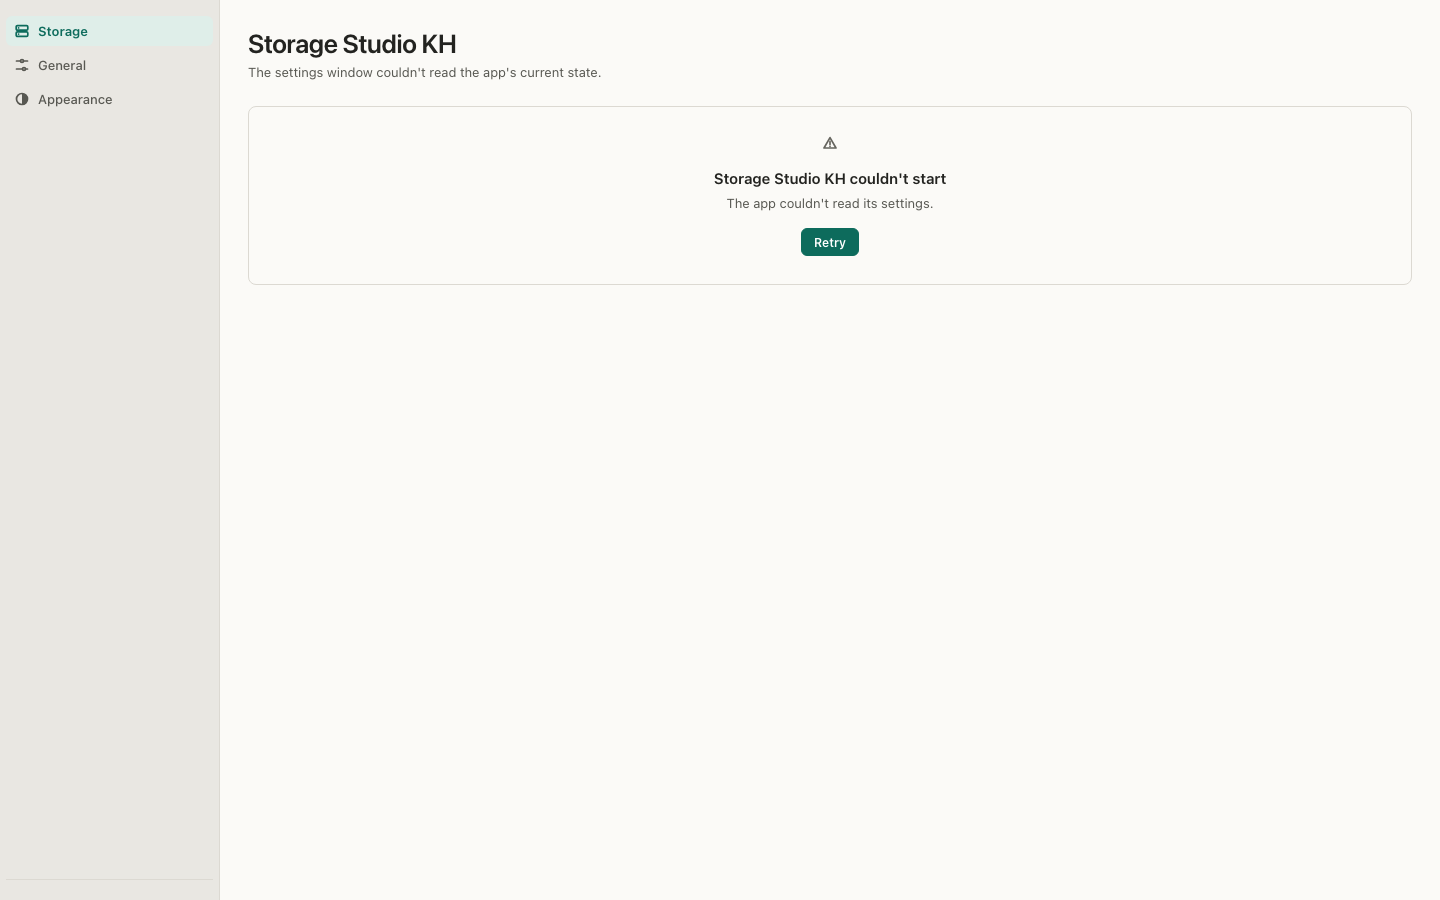 Storage
General
Appearance
Storage Studio KH
The settings window couldn't read the app's current state.
Storage Studio KH couldn't start
The app couldn't read its settings.
Retry